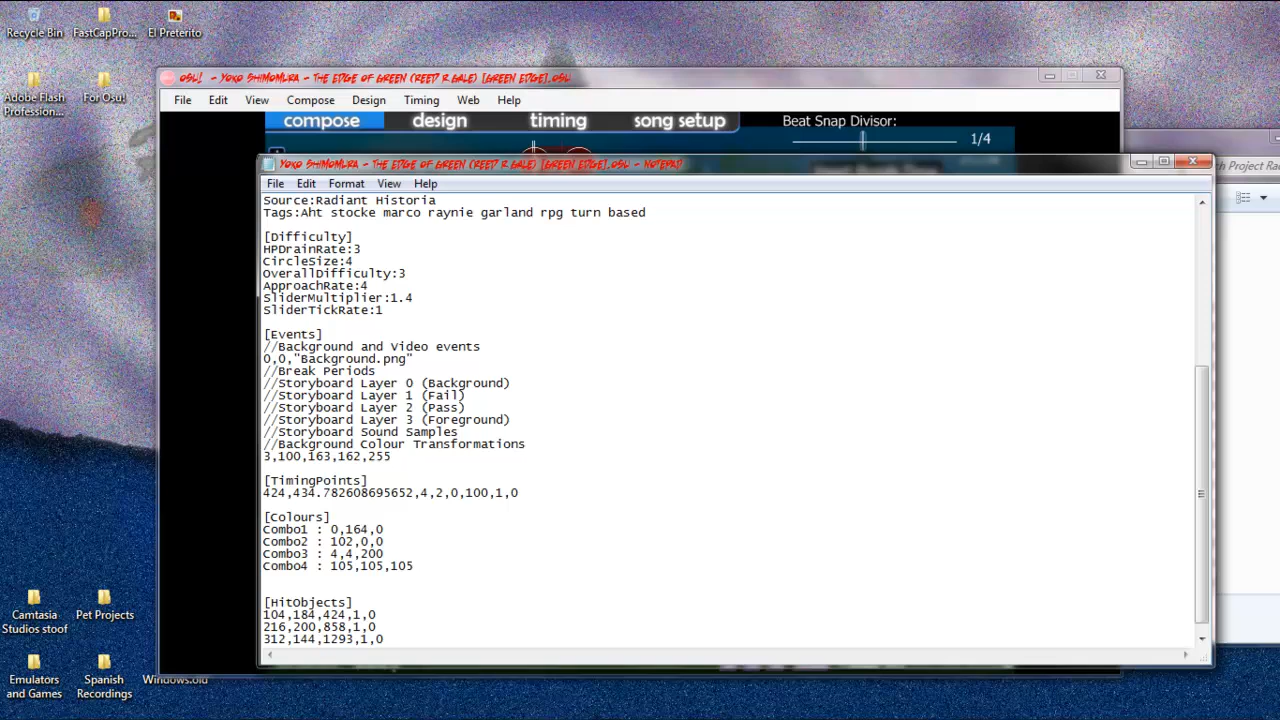 Recycle Bin
FastCapPro...
El Preterito
Adobe Flash
Profession...
For Osu!
osu! - Yoko Shimomura - The Edge of Green (Reed R Gale) [Green Edge].osu
File Edit View Compose Design Timing Web Help
compose design timing song setup
Beat Snap Divisor:
1/4
Yoko Shimomura - The Edge of Green (Reed R Gale) [Green Edge].osu - Notepad
File Edit Format View Help
Source:Radiant Historia
Tags:Aht stocke marco raynie garland rpg turn based
[Difficulty]
HPDrainRate:3
CircleSize:4
OverallDifficulty:3
ApproachRate:4
SliderMultiplier:1.4
SliderTickRate:1
[Events]
//Background and Video events
0,0,"Background.png"
//Break Periods
//Storyboard Layer 0 (Background)
//Storyboard Layer 1 (Fail)
//Storyboard Layer 2 (Pass)
//Storyboard Layer 3 (Foreground)
//Storyboard Sound Samples
//Background Colour Transformations
3,100,163,162,255
[TimingPoints]
424,434.782608695652,4,2,0,100,1,0
[Colours]
Combo1 : 0,164,0
Combo2 : 102,0,0
Combo3 : 4,4,200
Combo4 : 105,105,105
[HitObjects]
104,184,424,1,0
216,200,858,1,0
312,144,1293,1,0
th Project Ra
Camtasia
Studios stoof
Pet Projects
Emulators
and Games
Spanish
Recordings
Windows.old